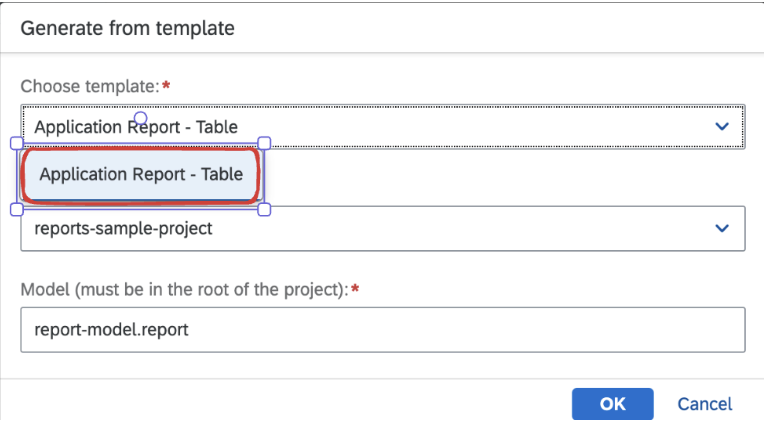 Generate from template
Choose template:*
Application Report - Table
Application Report - Table
reports-sample-project
Model (must be in the root of the project):*
report-model.report
OK Cancel